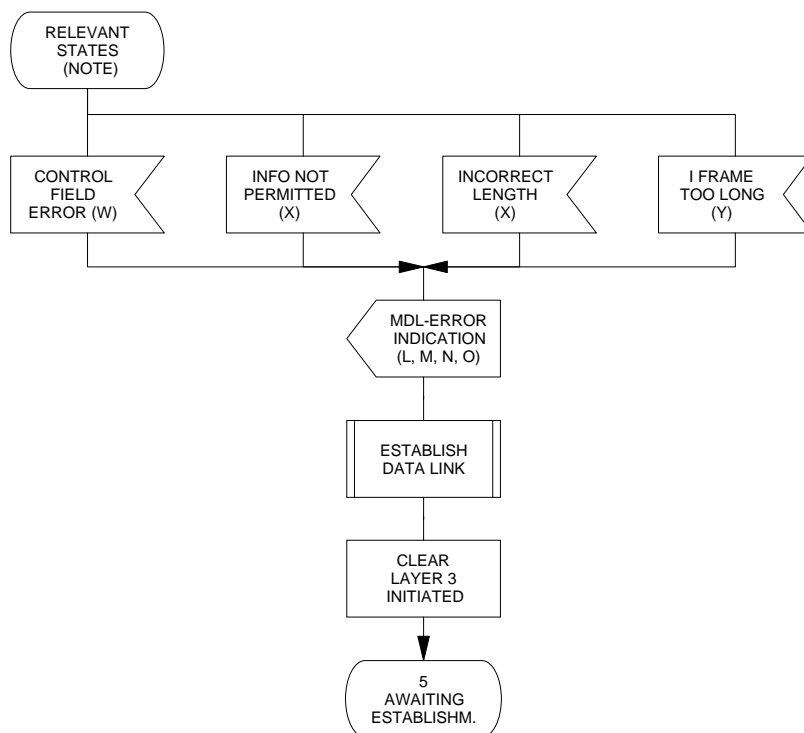 RELEVANT
STATES
(NOTE)
CONTROL
FIELD
ERROR (W)
INFO NOT
PERMITTED
(X)
INCORRECT
LENGTH
(X)
I FRAME
TOO LONG
(Y)
MDL-ERROR
INDICATION
(L, M, N, O)
ESTABLISH
DATA LINK
CLEAR
LAYER 3
INITIATED
5
AWAITING
ESTABLISHM.